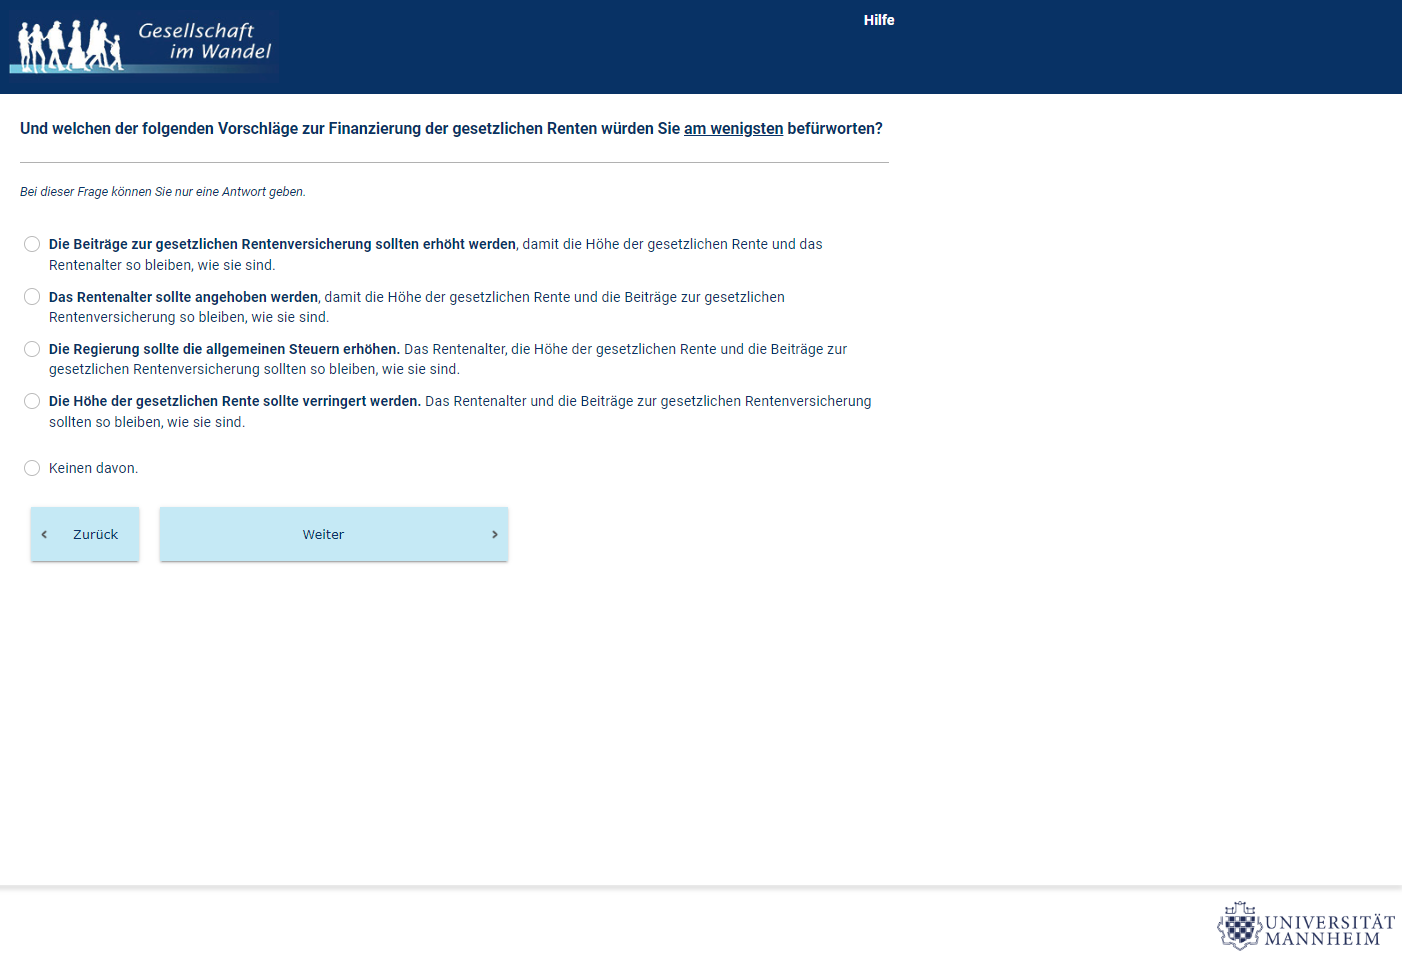 Gesellschaft
im Wandel
Hilfe
Und welchen der folgenden Vorschläge zur Finanzierung der gesetzlichen Renten würden Sie am wenigsten befürworten?
Bei dieser Frage können Sie nur eine Antwort geben.
Die Beiträge zur gesetzlichen Rentenversicherung sollten erhöht werden, damit die Höhe der gesetzlichen Rente und das
Rentenalter so bleiben, wie sie sind.
Das Rentenalter sollte angehoben werden, damit die Höhe der gesetzlichen Rente und die Beiträge zur gesetzlichen
Rentenversicherung so bleiben, wie sie sind.
Die Regierung sollte die allgemeinen Steuern erhöhen. Das Rentenalter, die Höhe der gesetzlichen Rente und die Beiträge zur
gesetzlichen Rentenversicherung sollten so bleiben, wie sie sind.
Die Höhe der gesetzlichen Rente sollte verringert werden. Das Rentenalter und die Beiträge zur gesetzlichen Rentenversicherung
sollten so bleiben, wie sie sind.
Keinen davon.
Zurück
Weiter
UNIVERSITÄT
MANNHEIM